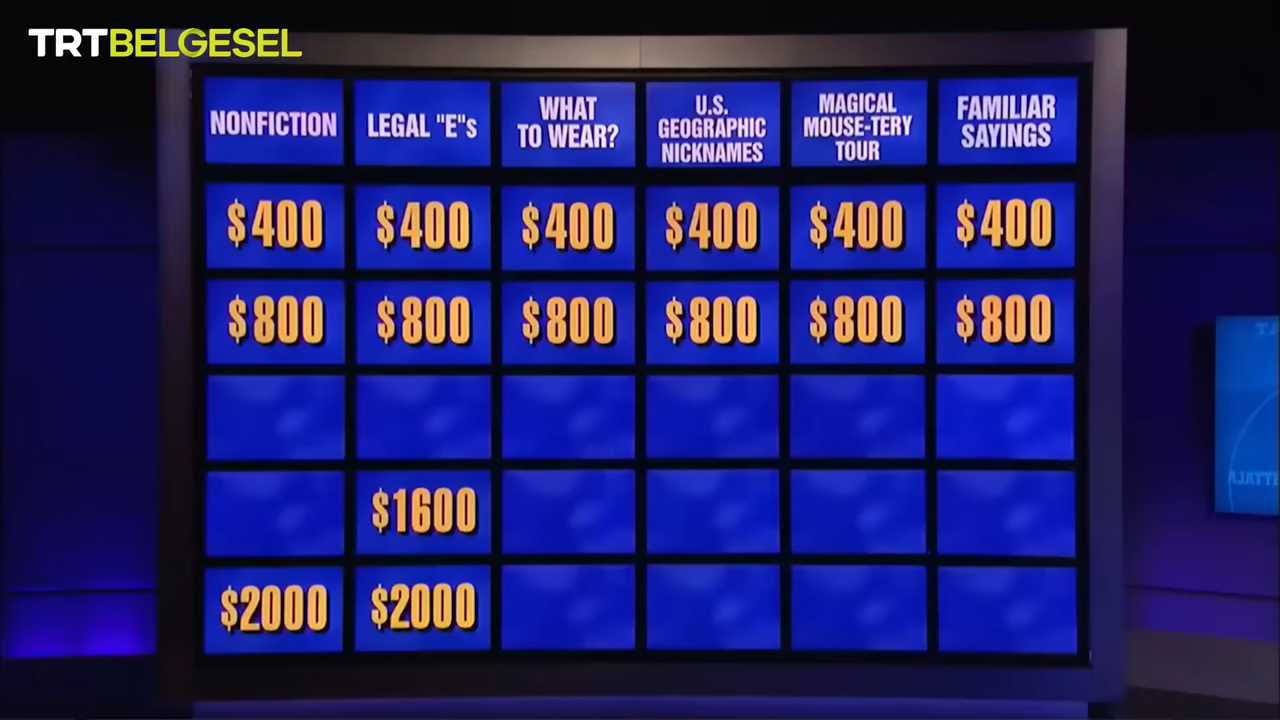 TRTBELGESEL
NONFICTION
LEGAL "E"s
WHAT
TO WEAR?
U.S.
GEOGRAPHIC
NICKNAMES
MAGICAL
MOUSE-TERY
TOUR
FAMILIAR
SAYINGS
$400 $400 $400 $400 $400 $400
$800 $800 $800 $800 $800 $800
$1600
$2000 $2000